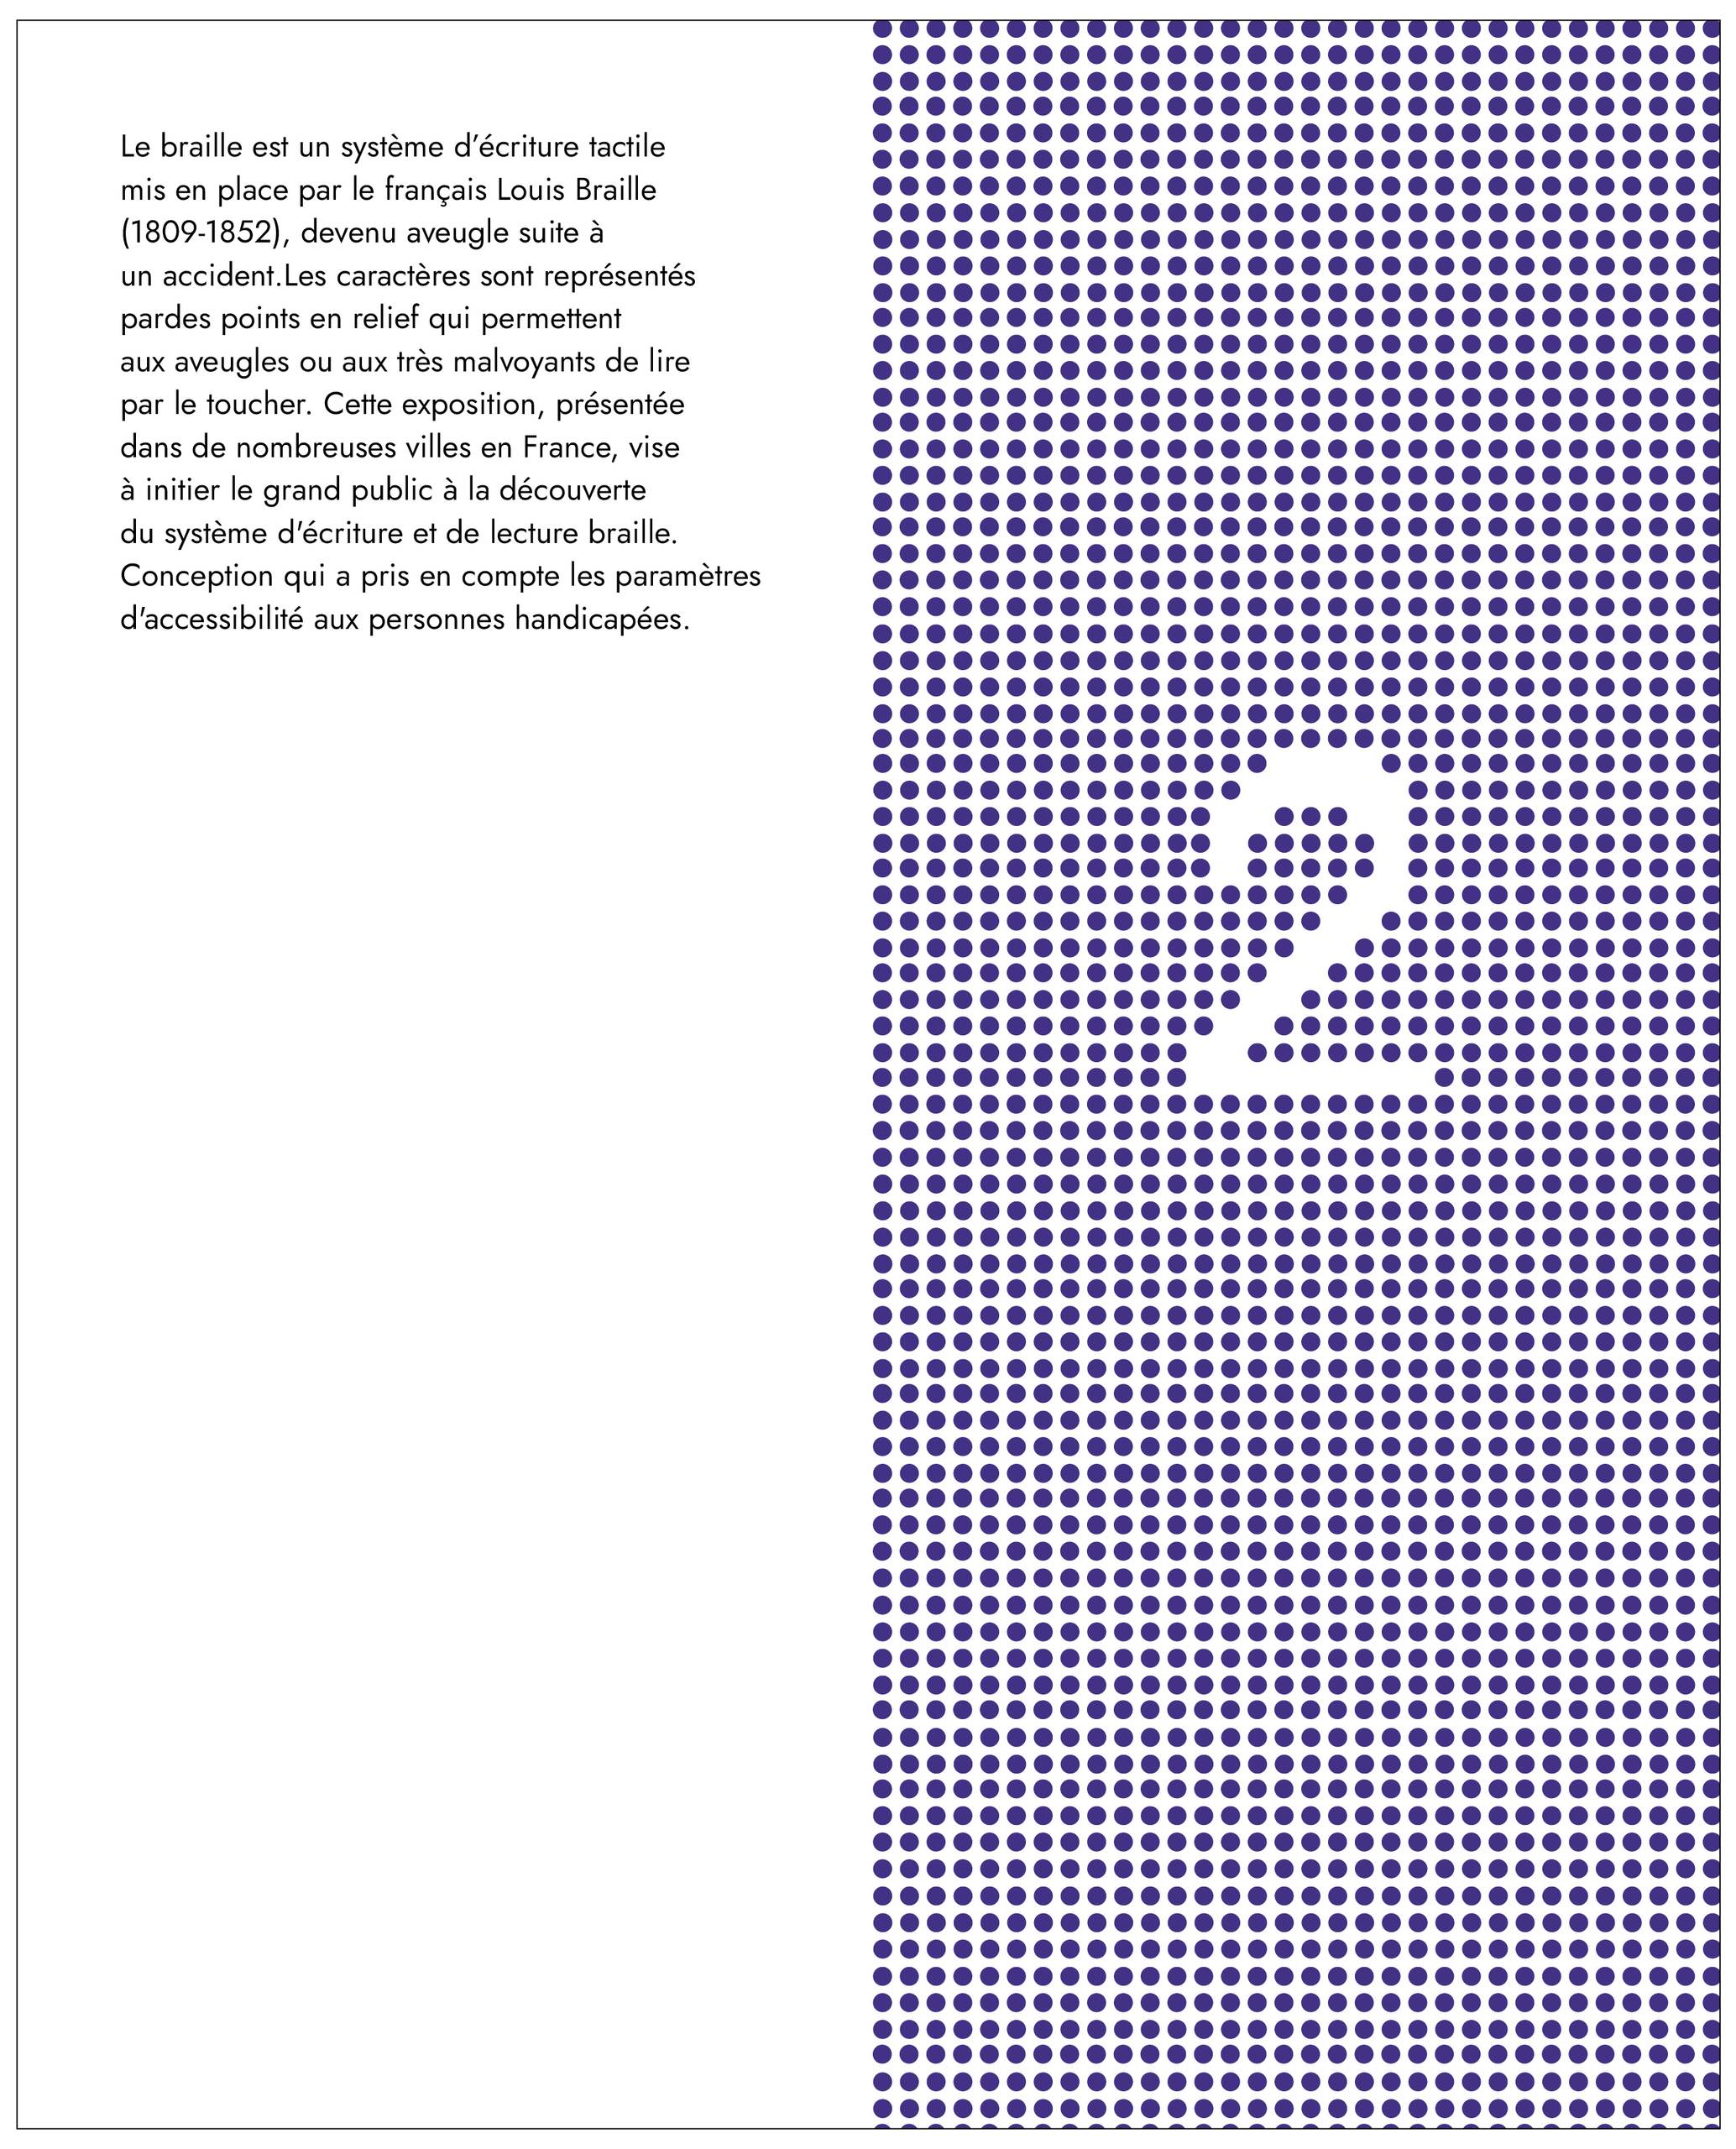 Le braille est un système d’écriture tactile
mis en place par le français Louis Braille
(1809-1852), devenu aveugle suite à
un accident.Les caractères sont représentés
pardes points en relief qui permettent
aux aveugles ou aux très malvoyants de lire
par le toucher. Cette exposition, présentée
dans de nombreuses villes en France, vise
à initier le grand public à la découverte
du système d'écriture et de lecture braille.
Conception qui a pris en compte les paramètres
d'accessibilité aux personnes handicapées.
2